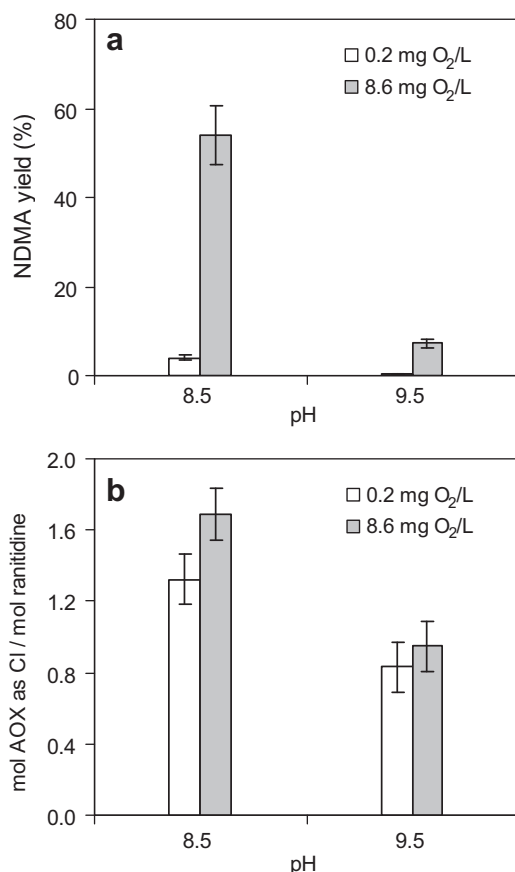 a
80
60
40
20
0
NDMA yield (%)
0.2 mg O₂/L
8.6 mg O₂/L
8.5 9.5
pH
b
2.0
1.6
1.2
0.8
0.4
0.0
mol AOX as Cl / mol ranitidine
0.2 mg O₂/L
8.6 mg O₂/L
8.5 9.5
pH